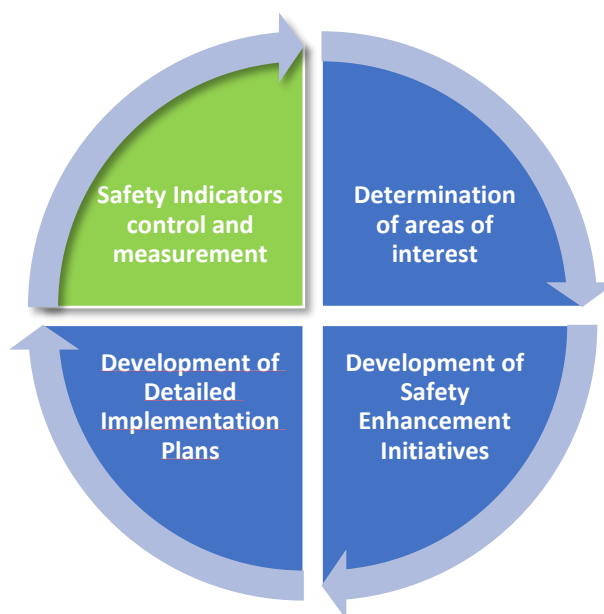 Safety Indicators
control and
measurement
Determination
of areas of
interest
Development of
Detailed
Implementation
Plans
Development of
Safety
Enhancement
Initiatives